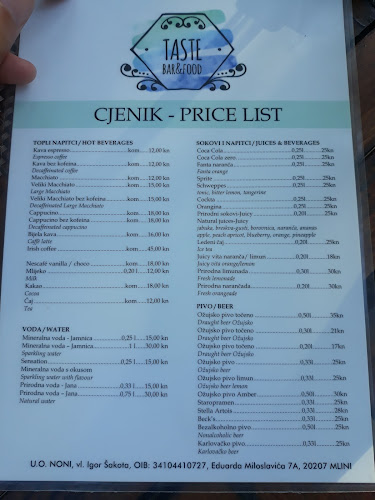 TASTE
BAR&FOOD
CJENIK - PRICE LIST
TOPLI NAPITCI/HOT BEVERAGES
Kava espresso kom 12,00 kn
Espresso coffee
Kava bez kofeina kom 18,00 kn
Decaffeinated coffee
Macchiato kom 12,00 kn
Veliki Macchiato kom 15,00 kn
Large Macchiato
Veliki Macchiato bez kofeina kom 15,00 kn
Decaffeinated Large Macchiato
Cappucino kom 18,00 kn
Cappucino bez kofeina kom 18,00 kn
Decaffeinated cappuccino
Bijela kava kom 16,00 kn
Caffè latte
Irish coffee kom 45,00 kn
Nescafé vanilla / choco kom 18,00 kn
Mlijeko 0,20 l 12,00 kn
Milk
Kakao kom 18,00 kn
Cocoa
Čaj kom 12,00 kn
Tea
VODA/WATER
Mineralna voda - Jamnica 0,25 l 15,00 kn
Mineralna voda - Jamnica 1 l 30,00 kn
Sparkling water
Sensation 0,25 l 15,00 kn
Mineralna voda s okusom
Sparkling water with flavour
Prirodna voda - Jana 0,33 l 15,00 kn
Prirodna voda - Jana 0,75 l 30,00 kn
Natural water
SOKOVI I NAPITCI/JUICES & BEVERAGES
Coca Cola 0,25l 25kn
Coca Cola zero 0,25l 25kn
Fanta naranča 0,25l 25kn
Fanta orange
Sprite 0,25l 25kn
Schweppes 0,25l 25kn
tonic, bitter lemon, tangerine
Cockta 0,25l 25kn
Orangina 0,25l 25kn
Prirodni sokovi-Juicy 0,20l 25kn
Natural juice-Juicy
jabuka, breskva-gusti, borovnica, naranča, ananas
apple, peach apricot, blueberry, orange, pineapple
Ledeni čaj 0,20l 25kn
Ice tea
Juicy vita naranča/ limun 0,20l 25kn
Juicy vita orange/lemon
Prirodna limunada 0,30l 30kn
Fresh lemonade
Prirodna narančada 0,20l 30kn
Fresh orangeade
PIVO/BEER
Ožujsko pivo točeno 0,50l 35kn
Draught beer Ožujsko
Ožujsko pivo točeno 0,30l 21kn
Draught beer Ožujsko
Ožujsko pivo točeno 0,20l 17kn
Draught beer Ožujsko
Ožujsko pivo 0,33l 25kn
Ožujsko beer
Ožujsko pivo limun 0,33l 25kn
Ožujsko beer lemon
Ožujsko pivo Amber 0,50l 30kn
Staropramen 0,33l 25kn
Stella Artois 0,33l 28kn
Beck's 0,33l 25kn
Bezalkoholno pivo 0,50l 25kn
Nonalcoholic beer
Karlovačko pivo 0,33l 25kn
Karlovačko beer
U.O. NONI, vl. Igor Šakota, OIB: 34104410727, Eduarda Miloslavića 7A, 20207 MLINI